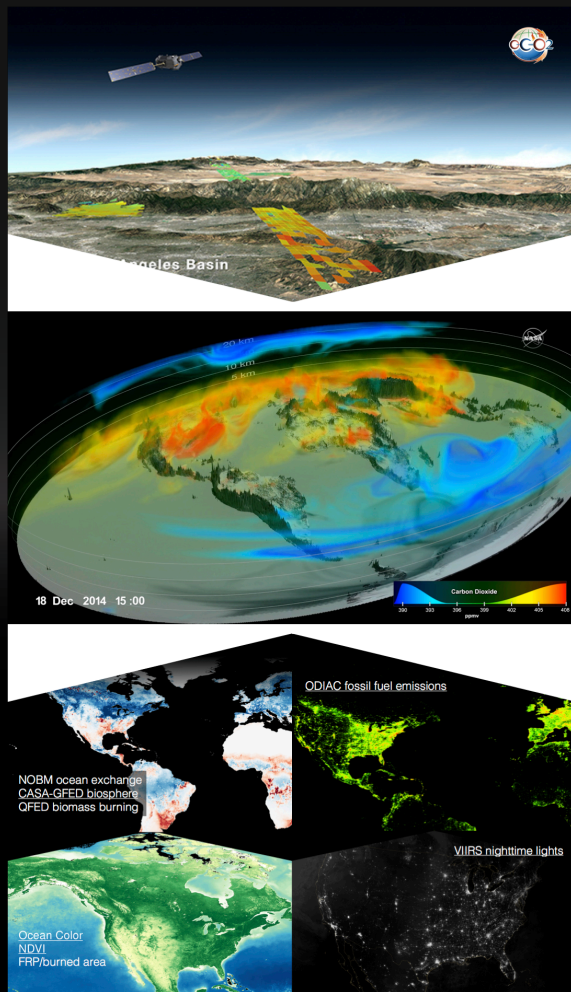 OCO2
Angeles Basin
NASA
20 km
10 km
5 km
18 Dec 2014 15:00
Carbon Dioxide
390 393 396 399 402 405 408
ppmv
ODIAC fossil fuel emissions
NOBM ocean exchange
CASA-GFED biosphere
QFED biomass burning
VIIRS nighttime lights
Ocean Color
NDVI
FRP/burned area